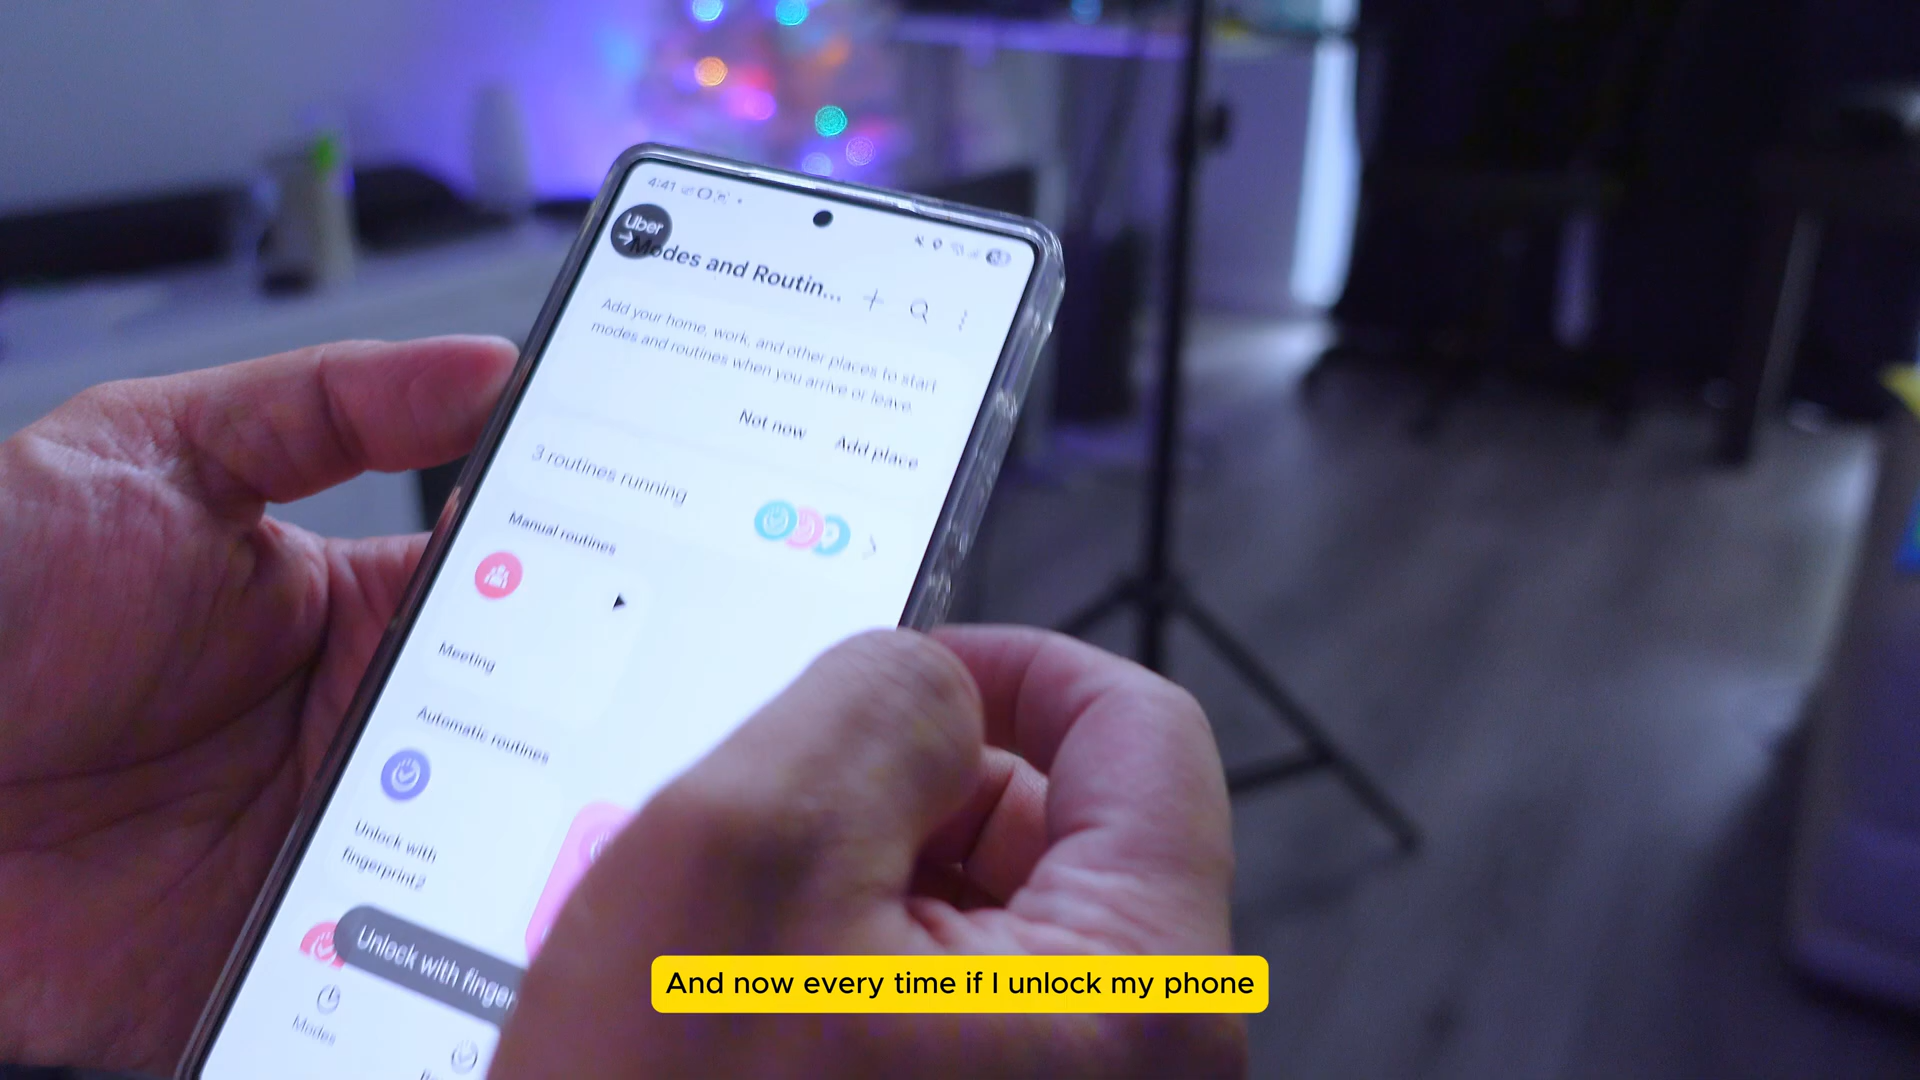 4:41
Uber
Modes and Routin...
Add your home, work, and other places to start
modes and routines when you arrive or leave.
Not now
Add place
3 routines running
Manual routines
Meeting
Automatic routines
Unlock with
fingerprint2
Unlock with finger
Modes
And now every time if I unlock my phone